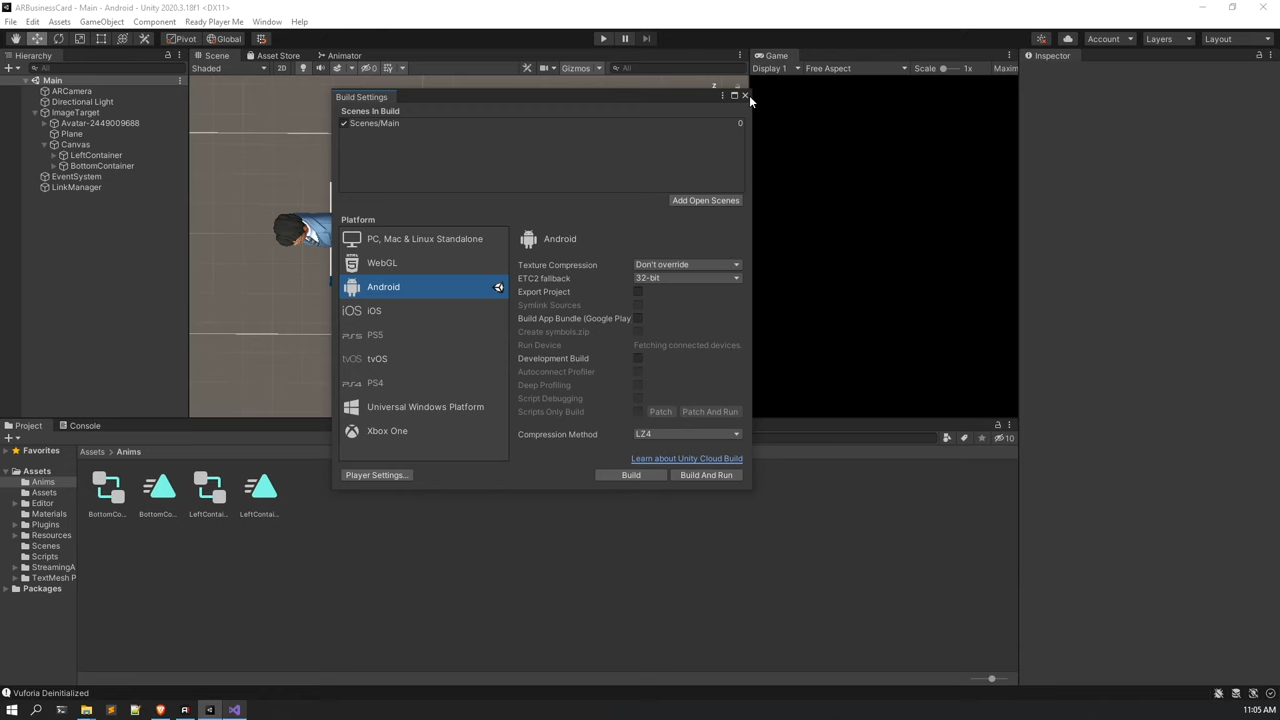 ARBusinessCard - Main - Android - Unity 2020.3.18f1 <DX11>
File Edit Assets GameObject Component Ready Player Me Window Help
Pivot Global Account Layers Layout
Hierarchy Scene Asset Store Animator Game Inspector
All Shaded 2D 0 Gizmos All Display 1 Free Aspect Scale 1x Maxim
Main
ARCamera
Directional Light
ImageTarget
Avatar-2449009688
Plane
Canvas
LeftContainer
BottomContainer
EventSystem
LinkManager
z
Build Settings
Scenes In Build
Scenes/Main 0
Add Open Scenes
Platform
PC, Mac & Linux Standalone
WebGL
Android
iOS iOS
PS5
tvOS tvOS
PS4
Universal Windows Platform
Xbox One
Player Settings...
Android
Texture Compression Don't override
ETC2 fallback 32-bit
Export Project
Symlink Sources
Build App Bundle (Google Play
Create symbols.zip
Run Device Fetching connected devices.
Development Build
Autoconnect Profiler
Deep Profiling
Script Debugging
Scripts Only Build Patch Patch And Run
Compression Method LZ4
Learn about Unity Cloud Build
Build Build And Run
Project Console
10
Favorites
Assets
Anims
Assets
Editor
Materials
Plugins
Resources
Scenes
Scripts
StreamingA
TextMesh P
Packages
Assets > Anims
BottomCo... BottomCo... LeftContai... LeftContai...
Vuforia Deinitialized
11:05 AM